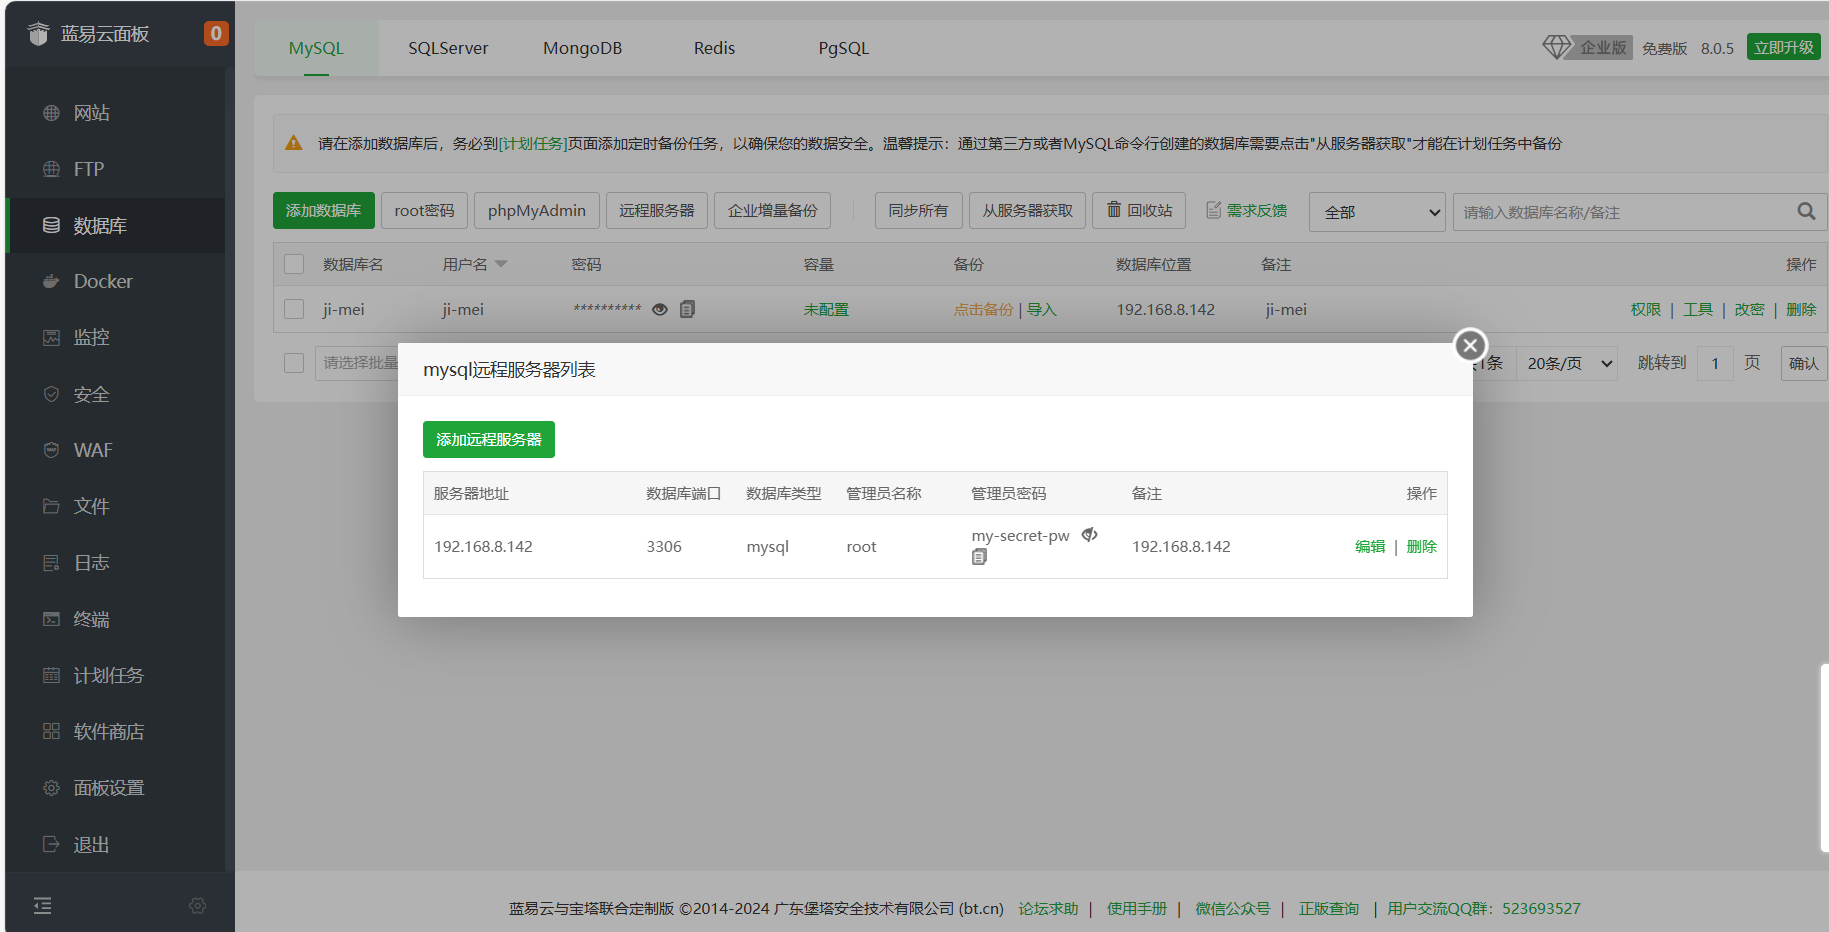 蓝易云面板 0
网站
FTP
数据库
Docker
监控
安全
WAF
文件
日志
终端
计划任务
软件商店
面板设置
退出
MySQL SQLServer MongoDB Redis PgSQL
企业版 免费版 8.0.5 立即升级
请在添加数据库后，务必到[计划任务]页面添加定时备份任务，以确保您的数据安全。温馨提示：通过第三方或者MySQL命令行创建的数据库需要点击"从服务器获取"才能在计划任务中备份
添加数据库 root密码 phpMyAdmin 远程服务器 企业增量备份 同步所有 从服务器获取 回收站 需求反馈 全部 请输入数据库名称/备注
数据库名 用户名 密码 容量 备份 数据库位置 备注 操作
ji-mei ji-mei ********** 未配置 点击备份 | 导入 192.168.8.142 ji-mei 权限 | 工具 | 改密 | 删除
请选择批量 1条 20条/页 跳转到 1 页 确认
mysql远程服务器列表
添加远程服务器
服务器地址 数据库端口 数据库类型 管理员名称 管理员密码 备注 操作
192.168.8.142 3306 mysql root my-secret-pw 192.168.8.142 编辑 | 删除
蓝易云与宝塔联合定制版 ©2014-2024 广东堡塔安全技术有限公司 (bt.cn) 论坛求助 | 使用手册 | 微信公众号 | 正版查询 | 用户交流QQ群：523693527